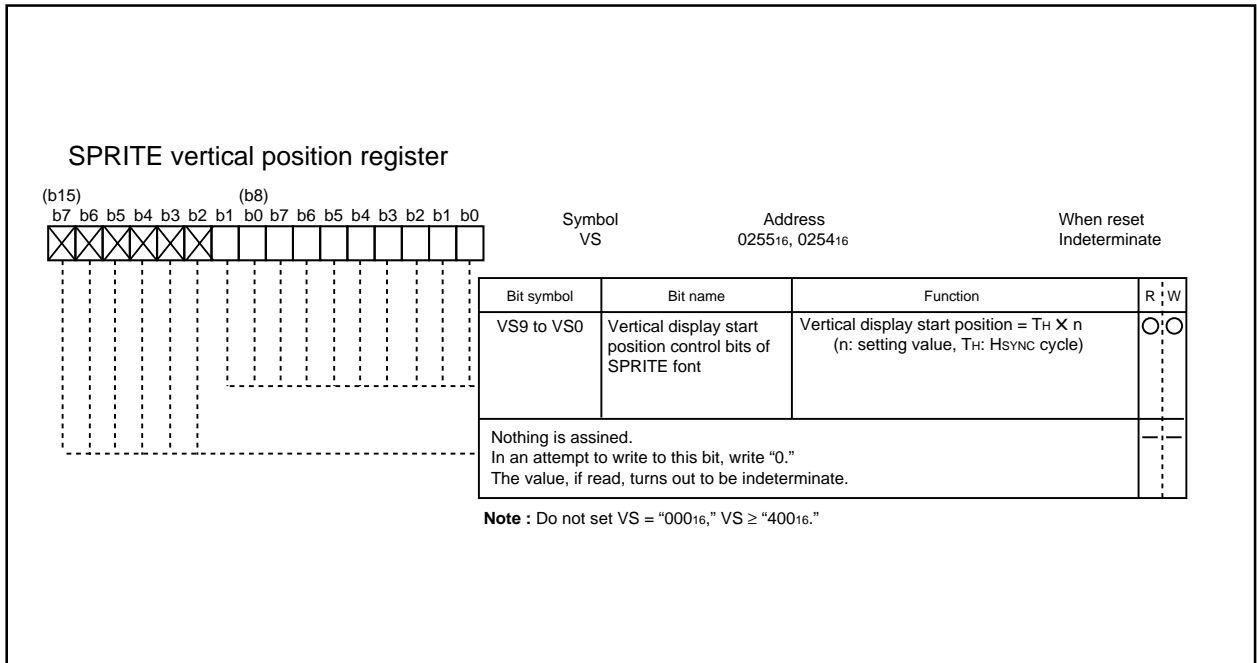 SPRITE vertical position register
(b15) (b8)
b7 b6 b5 b4 b3 b2 b1 b0 b7 b6 b5 b4 b3 b2 b1 b0
Symbol Address When reset
VS 025516, 025416 Indeterminate
Bit symbol Bit name Function R W
VS9 to VS0 Vertical display start position control bits of SPRITE font
Vertical display start position = TH X n
(n: setting value, TH: HSYNC cycle)
Nothing is assined.
In an attempt to write to this bit, write “0.”
The value, if read, turns out to be indeterminate.
Note : Do not set VS = “00016,” VS ≥ “40016.”